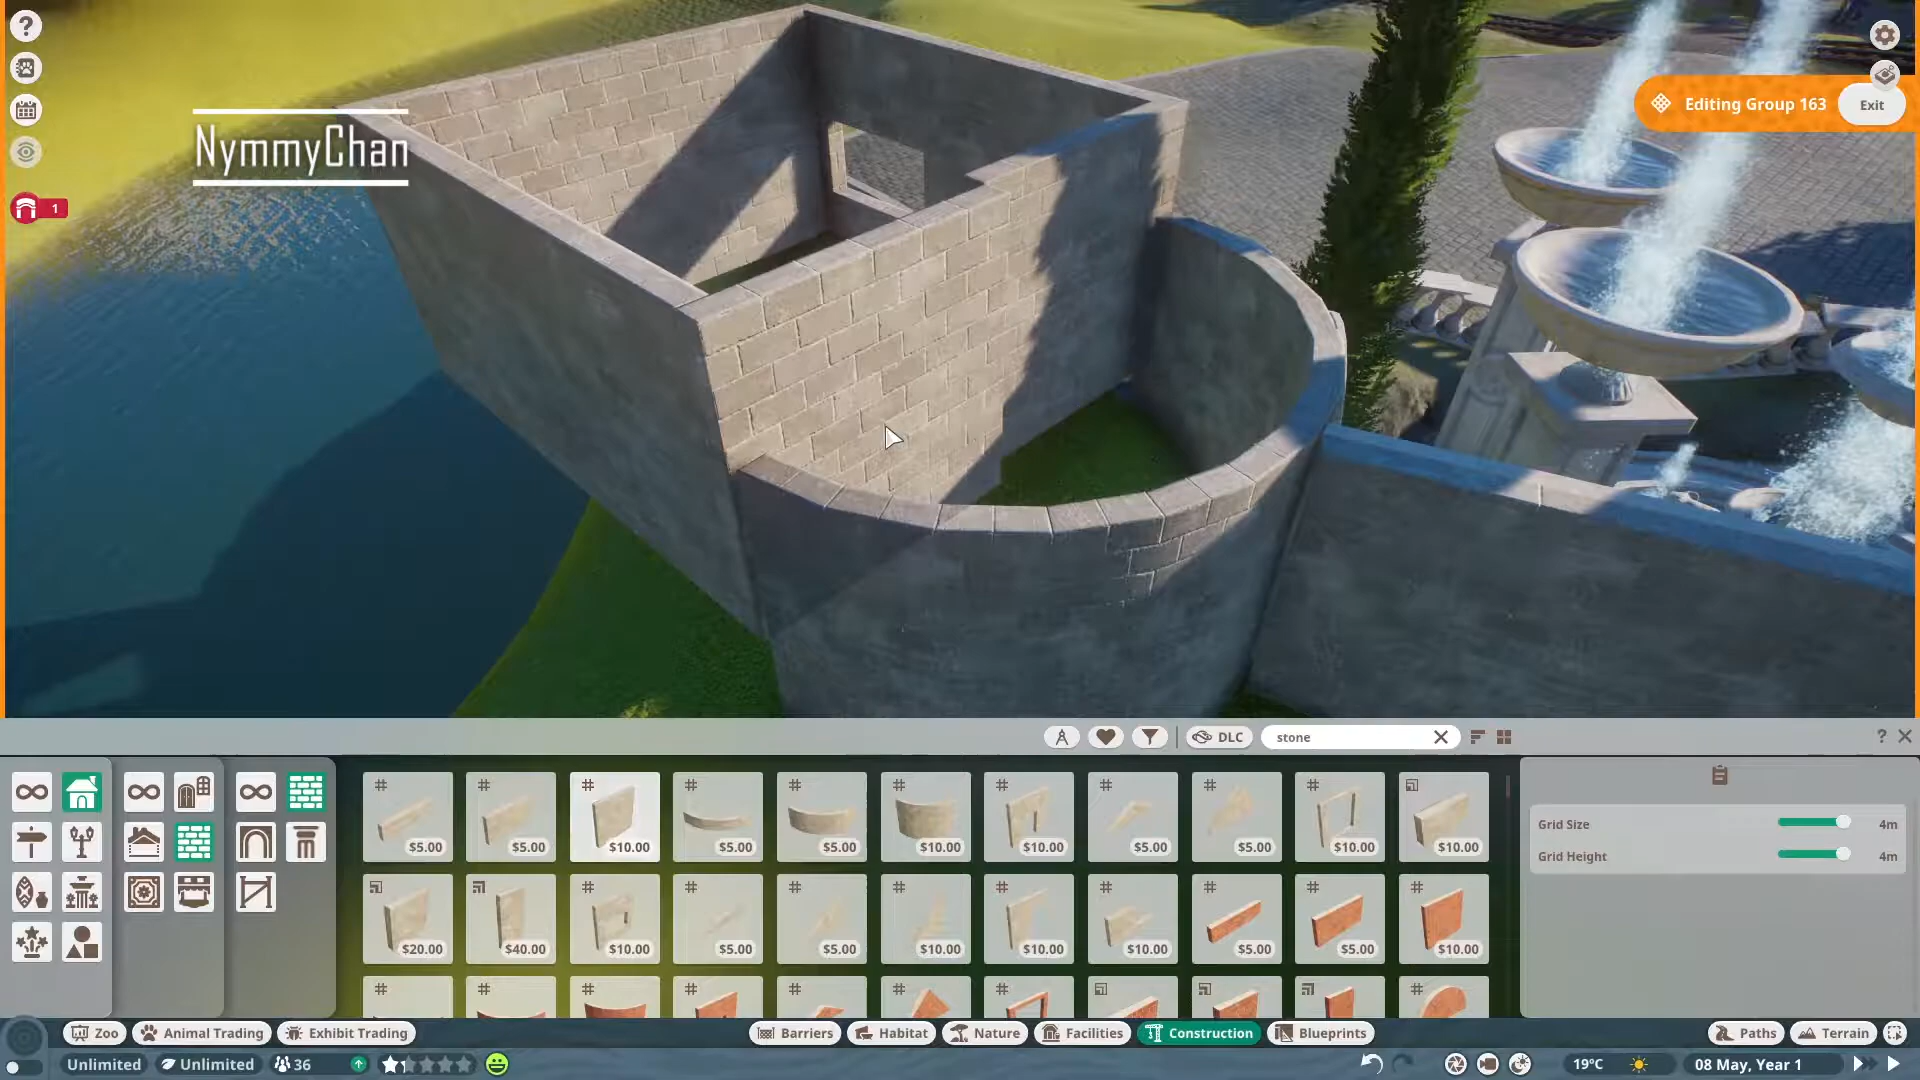 NymmyChan
Editing Group 163
Exit
1
DLC
stone
?
?
$5.00
$5.00
$10.00
$5.00
$5.00
$10.00
$10.00
$5.00
$5.00
$10.00
$10.00
$20.00
$40.00
$10.00
$5.00
$5.00
$10.00
$10.00
$10.00
$5.00
$5.00
$10.00
Grid Size 4m
Grid Height 4m
Zoo
Animal Trading
Exhibit Trading
Barriers
Habitat
Nature
Facilities
Construction
Blueprints
Paths
Terrain
Unlimited
Unlimited
36
19°C
08 May, Year 1